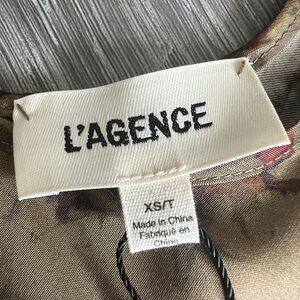 L'AGENCE
XS/T
Made in China
Fabriqué en
Chine